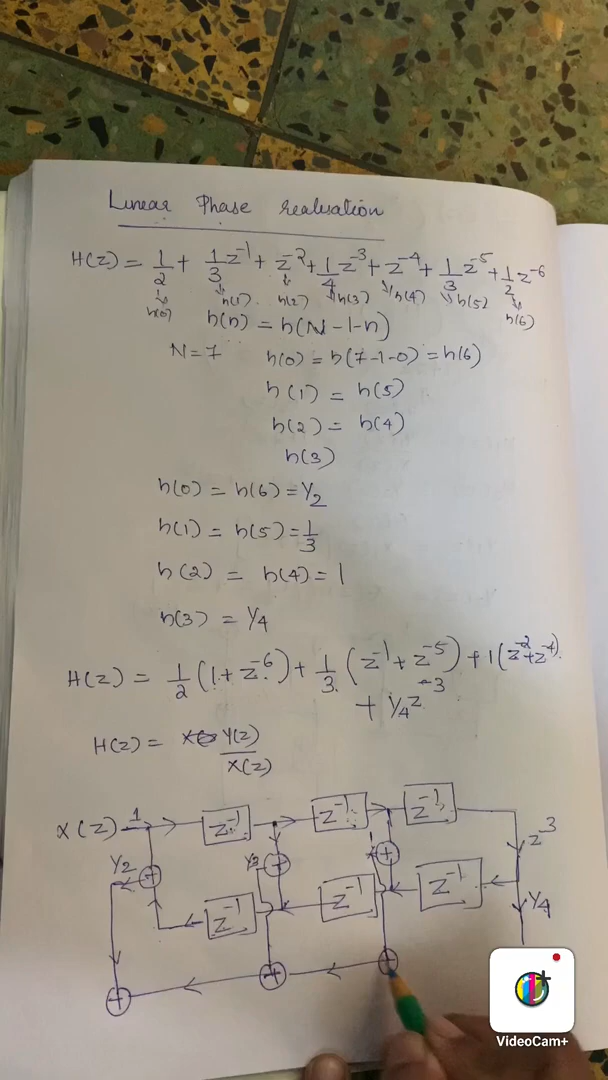 Linear Phase realisation
H(z) = 1/2 + 1/3 z^-1 + z^-2 + 1/4 z^-3 + z^-4 + 1/3 z^-5 + 1/2 z^-6
h(0) h(1) h(2) h(3) h(4) h(5) h(6)
h(n) = h(N-1-n)
N=7 h(0) = h(7-1-0) = h(6)
h(1) = h(5)
h(2) = h(4)
h(3)
h(0) = h(6) = 1/2
h(1) = h(5) = 1/3
h(2) = h(4) = 1
h(3) = 1/4
H(z) = 1/2 (1+z^-6) + 1/3 (z^-1 + z^-5) + 1(z^-2+z^-4)
+ 1/4 z^-3
H(z) = Y(z)/X(z)
X(z) 1 z^-1 z^-1 z^-1
z^-3
1/2 + 1/3 + 1 +
z^-1 z^-1 z^-1 1/4
+ + +
VideoCam+